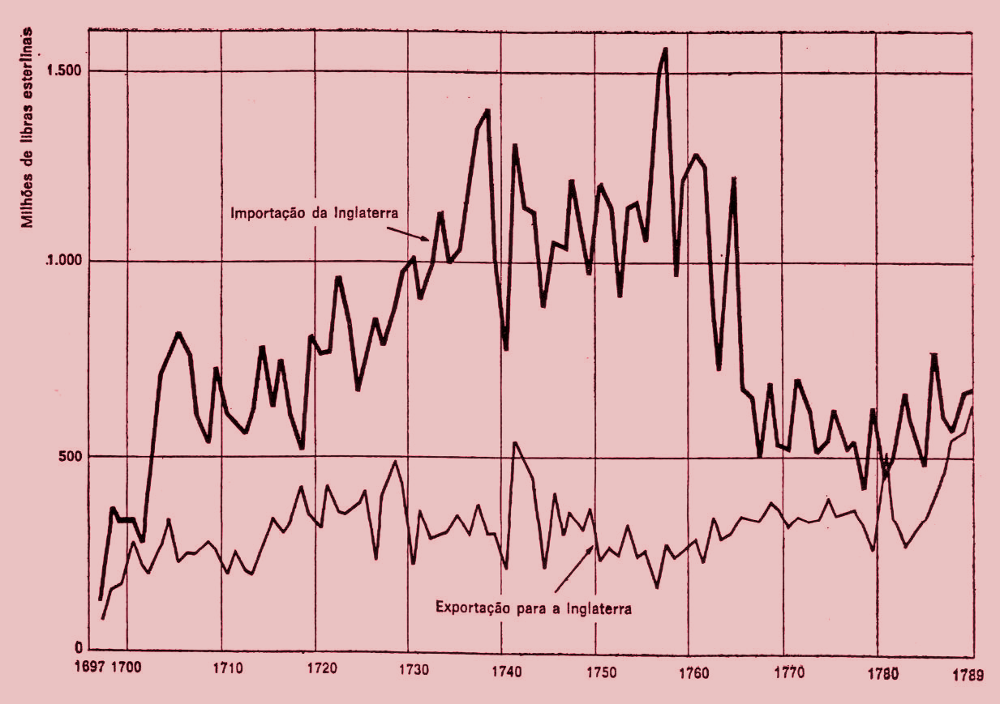 Milhões de libras esterlinas
1.500
Importação da Inglaterra
1.000
500
Exportação para a Inglaterra
0
1697 1700 1710 1720 1730 1740 1750 1760 1770 1780 1789